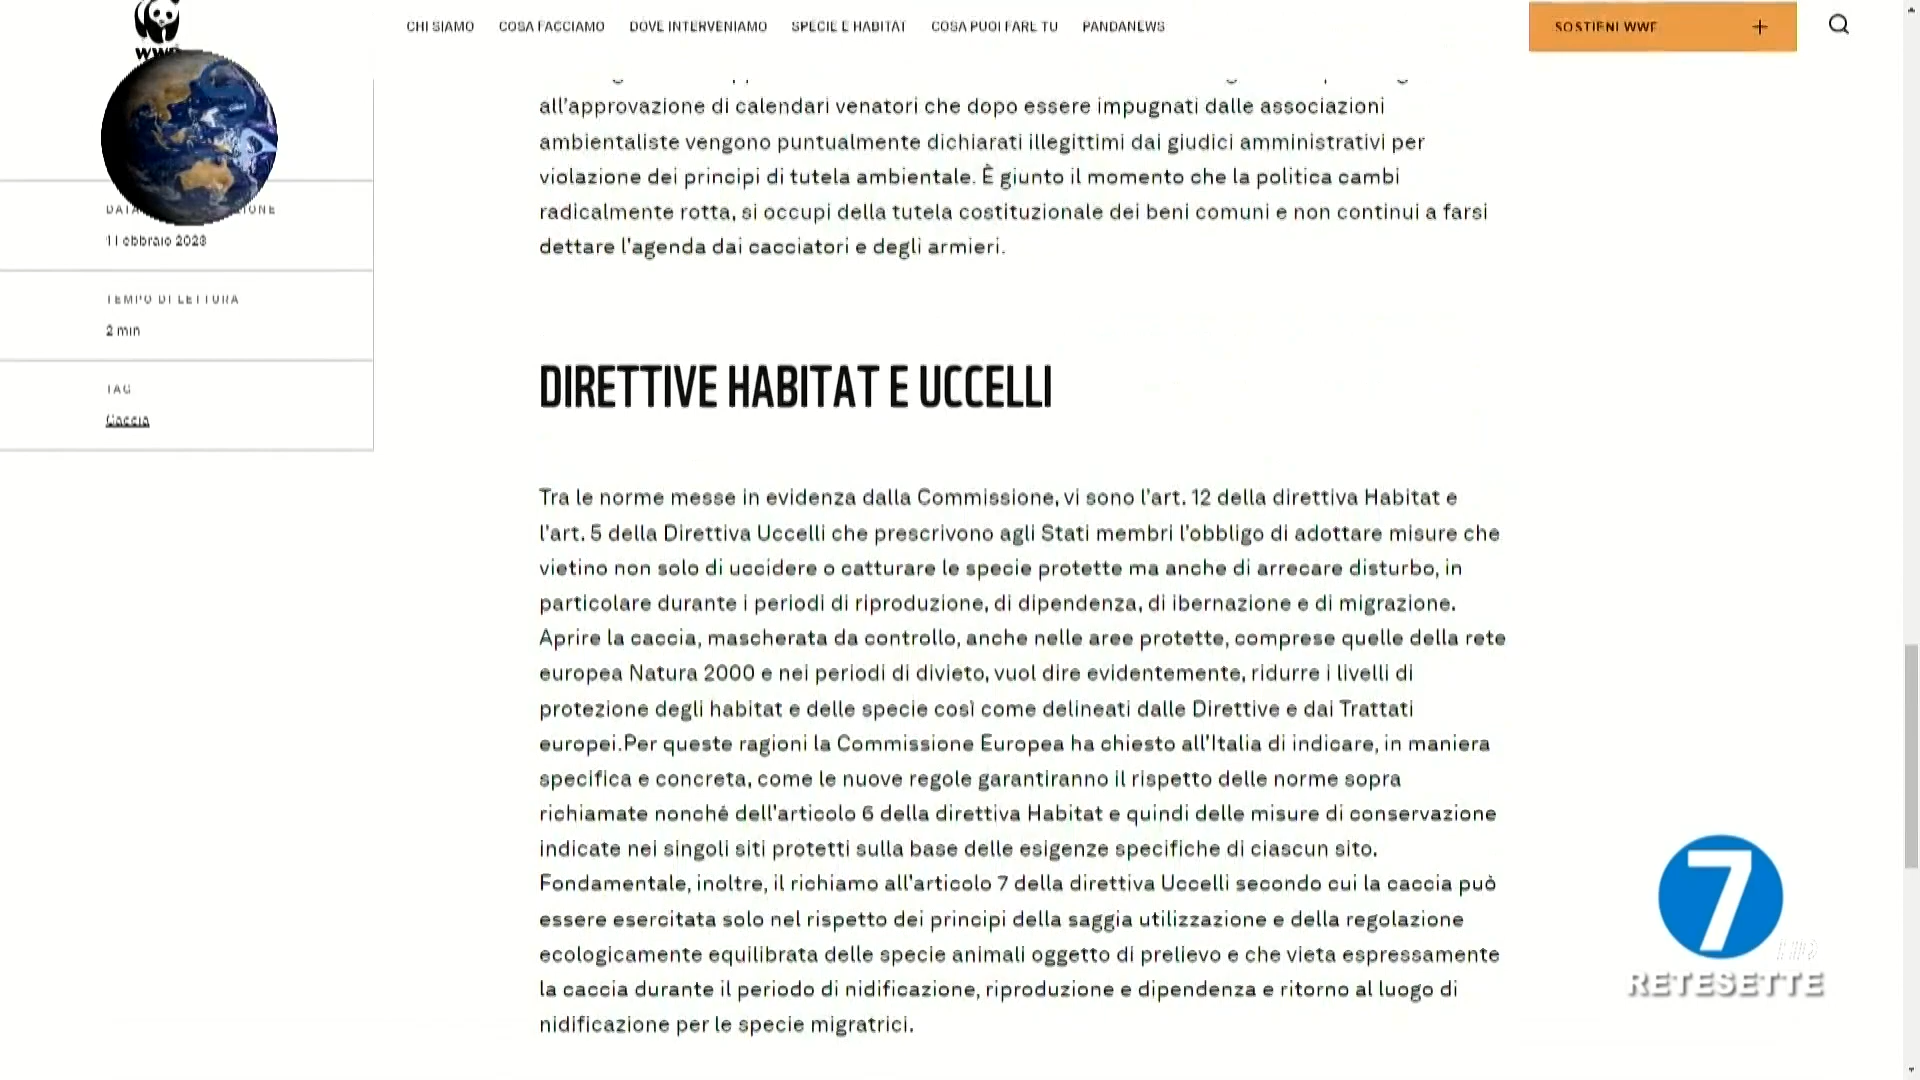 CHI SIAMO COSA FACCIAMO DOVE INTERVENIAMO SPECIE E HABITAT COSA PUOI FARE TU PANDANEWS
SOSTIENI WWF +
all'approvazione di calendari venatori che dopo essere impugnati dalle associazioni
ambientaliste vengono puntualmente dichiarati illegittimi dai giudici amministrativi per
violazione dei principi di tutela ambientale. È giunto il momento che la politica cambi
radicalmente rotta, si occupi della tutela costituzionale dei beni comuni e non continui a farsi
dettare l'agenda dai cacciatori e degli armieri.
TEMPO DI LETTURA
2 min
TAG
Caccia
DIRETTIVE HABITAT E UCCELLI
Tra le norme messe in evidenza dalla Commissione, vi sono l'art. 12 della direttiva Habitat e
l'art. 5 della Direttiva Uccelli che prescrivono agli Stati membri l'obbligo di adottare misure che
vietino non solo di uccidere o catturare le specie protette ma anche di arrecare disturbo, in
particolare durante i periodi di riproduzione, di dipendenza, di ibernazione e di migrazione.
Aprire la caccia, mascherata da controllo, anche nelle aree protette, comprese quelle della rete
europea Natura 2000 e nei periodi di divieto, vuol dire evidentemente, ridurre i livelli di
protezione degli habitat e delle specie così come delineati dalle Direttive e dai Trattati
europei.Per queste ragioni la Commissione Europea ha chiesto all'Italia di indicare, in maniera
specifica e concreta, come le nuove regole garantiranno il rispetto delle norme sopra
richiamate nonché dell'articolo 6 della direttiva Habitat e quindi delle misure di conservazione
indicate nei singoli siti protetti sulla base delle esigenze specifiche di ciascun sito.
Fondamentale, inoltre, il richiamo all'articolo 7 della direttiva Uccelli secondo cui la caccia può
essere esercitata solo nel rispetto dei principi della saggia utilizzazione e della regolazione
ecologicamente equilibrata delle specie animali oggetto di prelievo e che vieta espressamente
la caccia durante il periodo di nidificazione, riproduzione e dipendenza e ritorno al luogo di
nidificazione per le specie migratrici.
7
RETESETTE